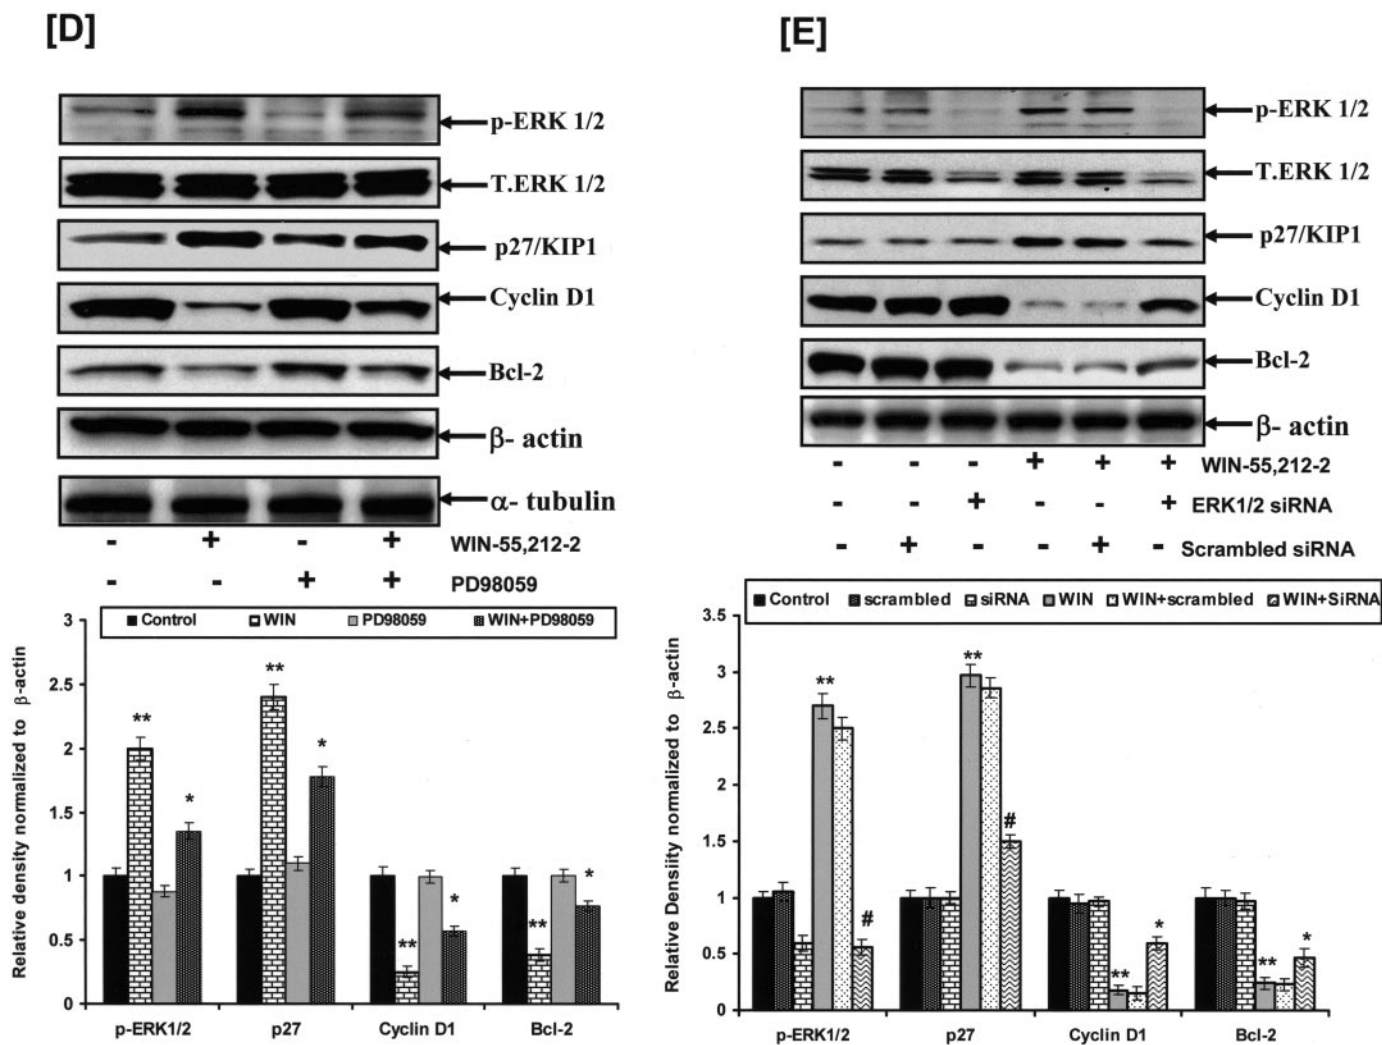 [D]
p-ERK 1/2
T.ERK 1/2
p27/KIP1
Cyclin D1
Bcl-2
β- actin
α- tubulin
- + - + WIN-55,212-2
- - + + PD98059
Control WIN PD98059 WIN+PD98059
Relative density normalized to β-actin
2.5
2
1.5
1
0.5
0
** * ** * ** * ** *
p-ERK1/2 p27 Cyclin D1 Bcl-2
[E]
p-ERK 1/2
T.ERK 1/2
p27/KIP1
Cyclin D1
Bcl-2
β- actin
- - - + + + WIN-55,212-2
- - + - - + ERK1/2 siRNA
- + - - + - Scrambled siRNA
Control scrambled siRNA WIN WIN+scrambled WIN+SiRNA
Relative Densiity normalized to β-actin
3.5
3
2.5
2
1.5
1
0.5
0
** # ** # ** * ** *
p-ERK1/2 p27 Cyclin D1 Bcl-2